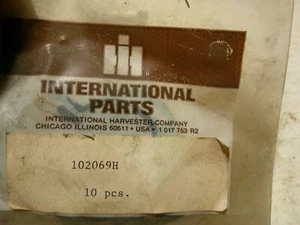 INTERNATIONAL
PARTS
INTERNATIONAL HARVESTER COMPANY
CHICAGO ILLINOIS 60611 • USA • 1 017 753 R2
102069H
10 pcs.